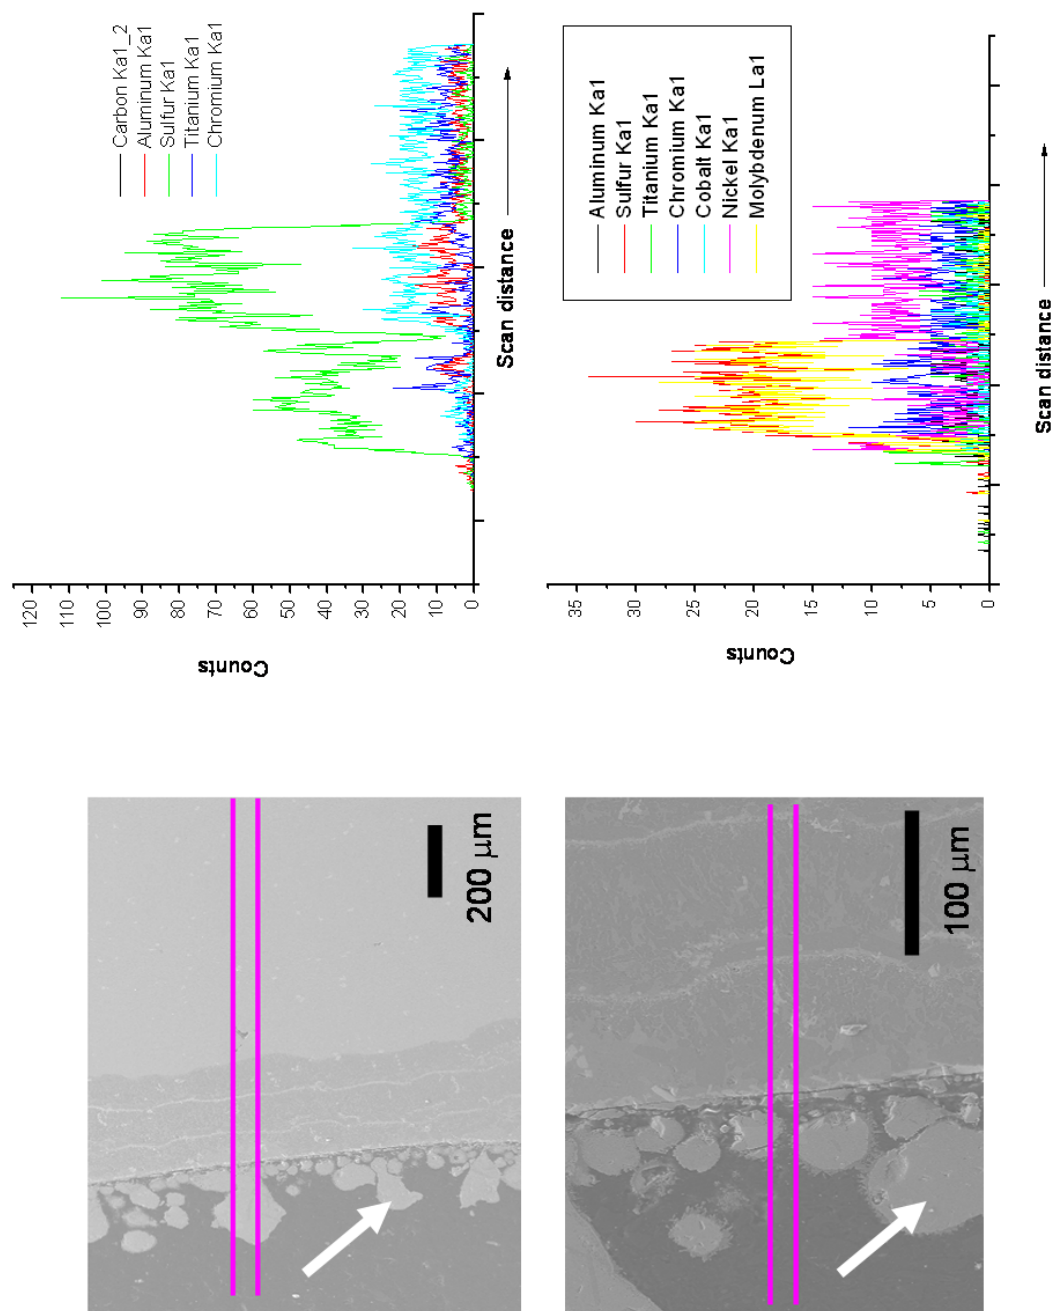 Carbon Ka1_2
Aluminum Ka1
Sulfur Ka1
Ttitanium Ka1
Chromium Ka1
120
110
100
90
80
70
60
50
40
30
20
10
0
Counts
Scan distance
Aluminum Ka1
Sulfur Ka1
Ttitanium Ka1
Chromium Ka1
Cobalt Ka1
Nickel Ka1
Molybdenum La1
35
30
25
20
15
10
5
0
Counts
Scan distance
200 μm
100 μm